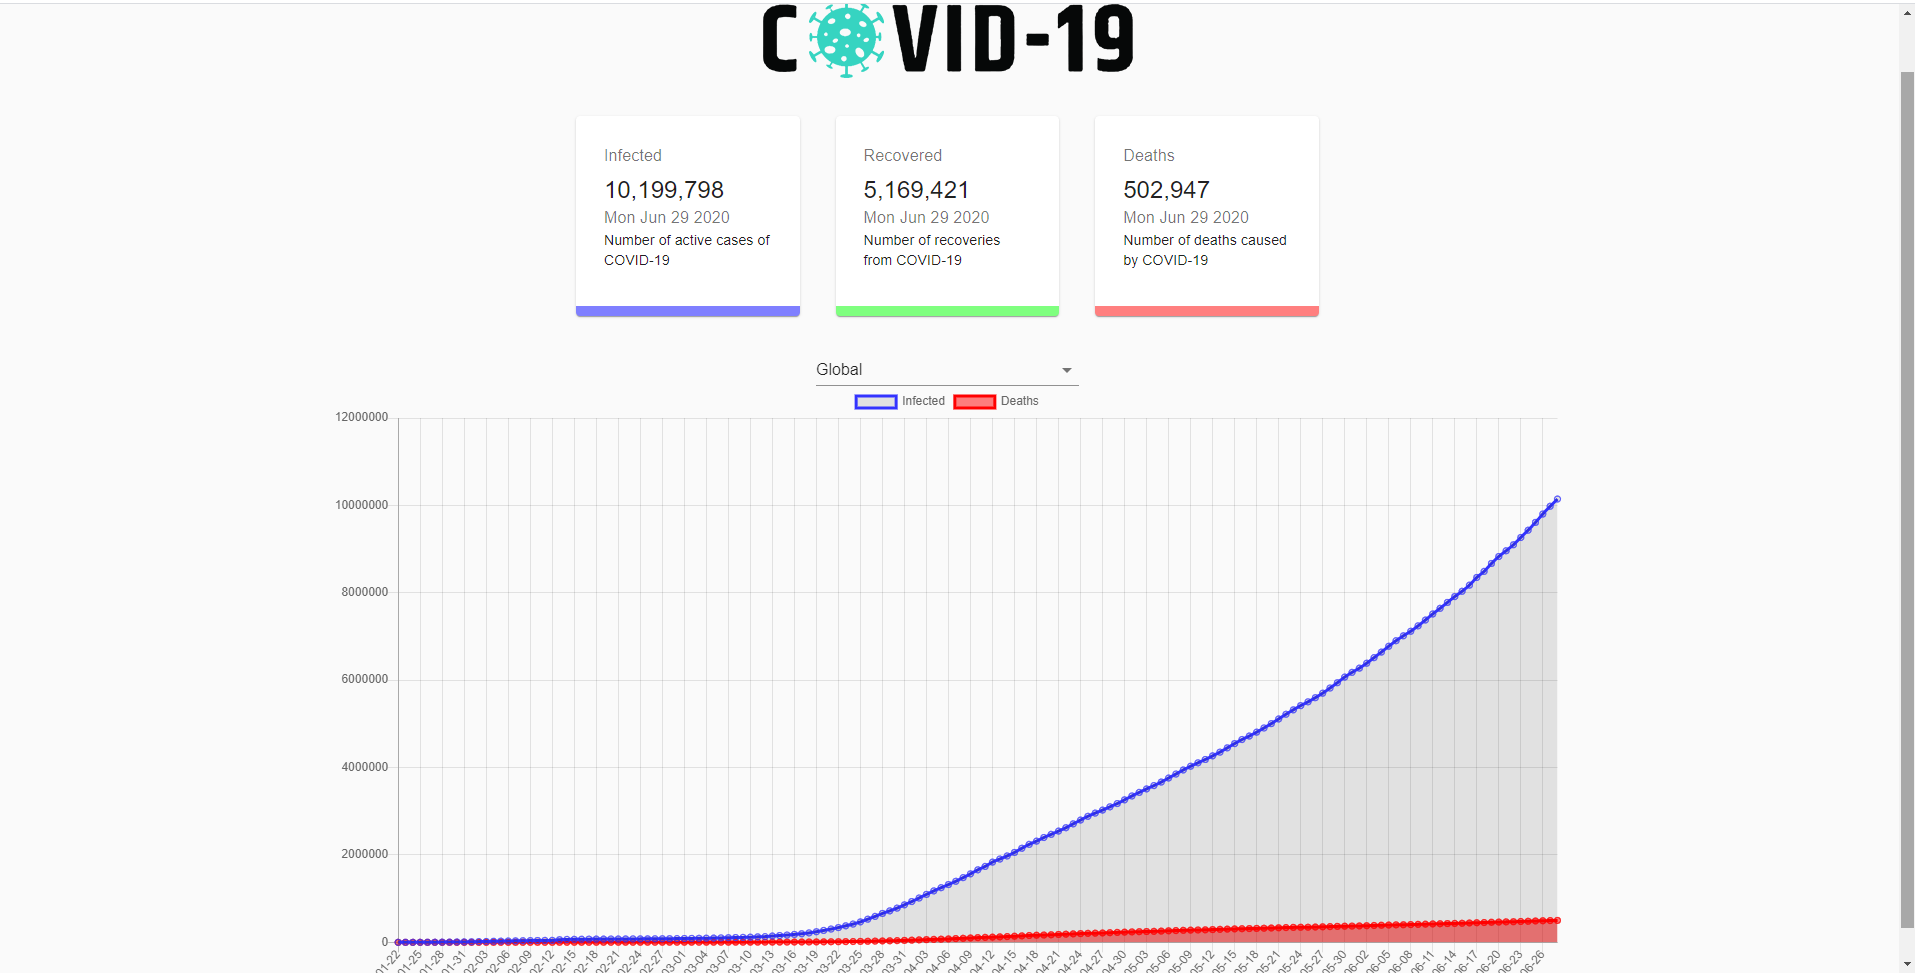 COVID-19
Infected
10,199,798
Mon Jun 29 2020
Number of active cases of
COVID-19
Recovered
5,169,421
Mon Jun 29 2020
Number of recoveries
from COVID-19
Deaths
502,947
Mon Jun 29 2020
Number of deaths caused
by COVID-19
Global
Infected Deaths
12000000
10000000
8000000
6000000
4000000
2000000
0
01-22 01-25 01-28 01-31 02-03 02-06 02-09 02-12 02-15 02-18 02-21 02-24 02-27 03-01 03-04 03-07 03-10 03-13 03-16 03-19 03-22 03-25 03-28 03-31 04-03 04-06 04-09 04-12 04-15 04-18 04-21 04-24 04-27 04-30 05-03 05-06 05-09 05-12 05-15 05-18 05-21 05-24 05-27 05-30 06-02 06-05 06-08 06-11 06-14 06-17 06-20 06-23 06-26